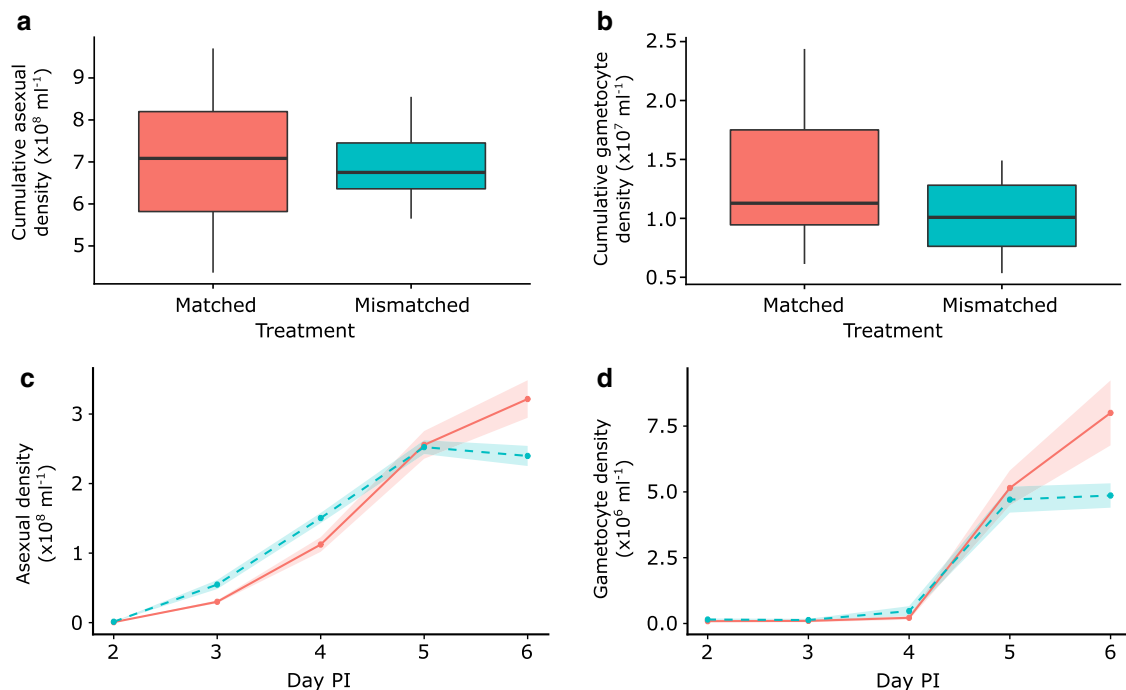 a
Cumulative asexual
density (x10⁸ ml⁻¹)
9
8
7
6
5
Matched
Mismatched
Treatment
b
Cumulative gametocyte
density (x10⁷ ml⁻¹)
2.5
2.0
1.5
1.0
0.5
Matched
Mismatched
Treatment
c
Asexual density
(x10⁸ ml⁻¹)
3
2
1
0
2 3 4 5 6
Day PI
d
Gametocyte density
(x10⁶ ml⁻¹)
7.5
5.0
2.5
0.0
2 3 4 5 6
Day PI